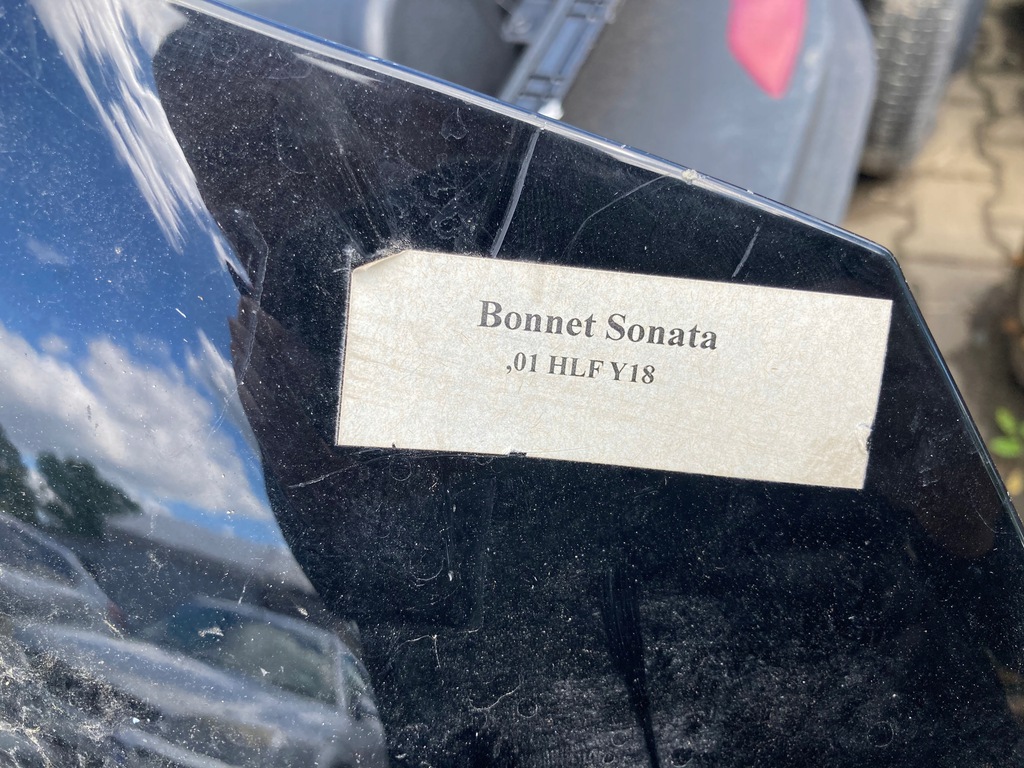 Bonnet Sonata
,01 HLF Y18